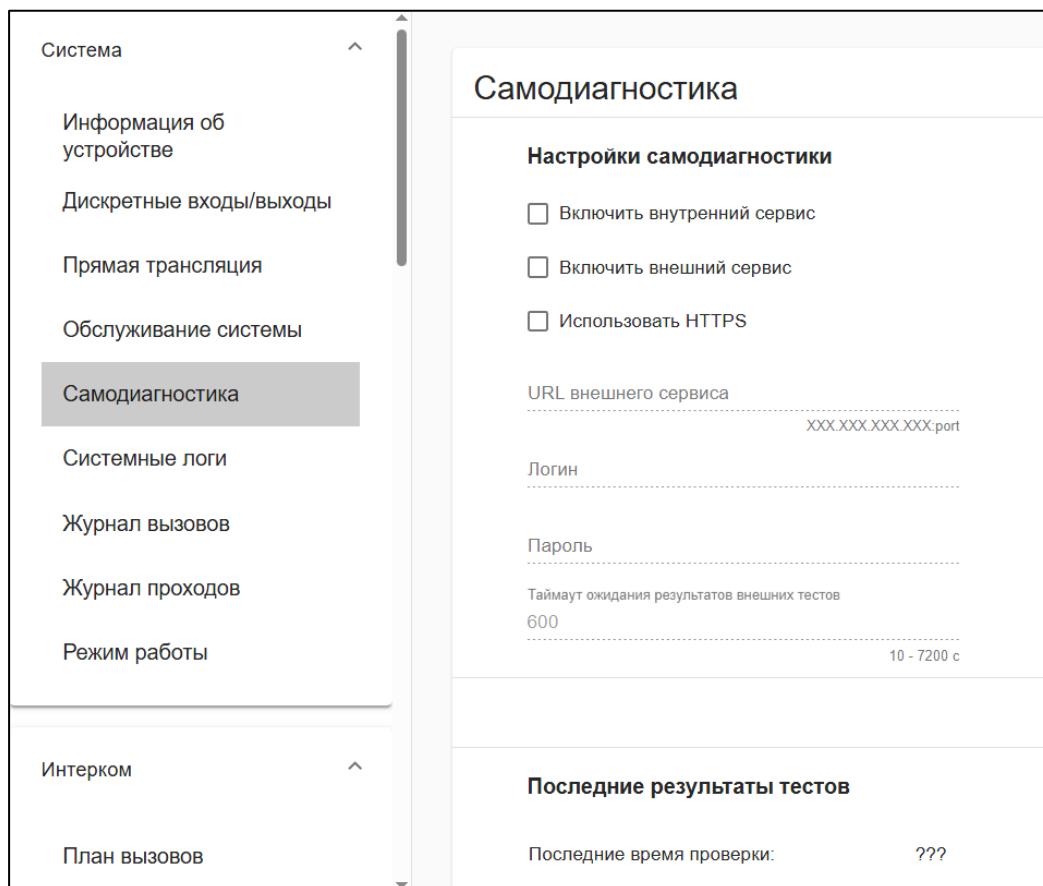 Система
Информация об
устройстве
Дискретные входы/выходы
Прямая трансляция
Обслуживание системы
Самодиагностика
Системные логи
Журнал вызовов
Журнал проходов
Режим работы
Интерком
План вызовов
Самодиагностика
Настройки самодиагностики
Включить внутренний сервис
Включить внешний сервис
Использовать HTTPS
URL внешнего сервиса
XXX.XXX.XXX.XXX:port
Логин
Пароль
Таймаут ожидания результатов внешних тестов
600
10 - 7200 с
Последние результаты тестов
Последние время проверки: ???